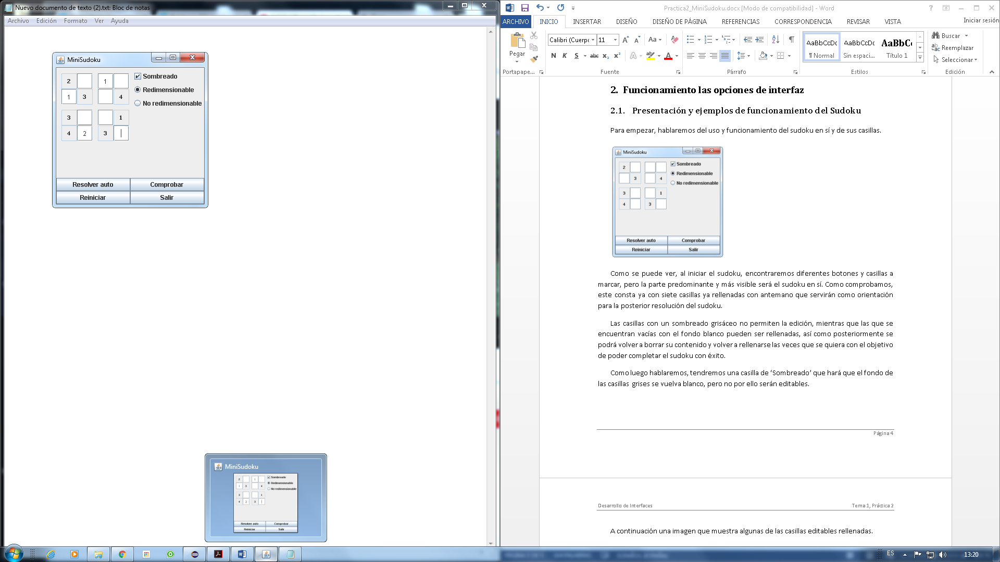 Nuevo documento de texto (2).txt: Bloc de notas
Archivo Edición Formato Ver Ayuda
MiniSudoku
2 1
1 3 4
3 1
4 2 3
Sombreado
Redimensionable
No redimensionable
Resolver auto Comprobar
Reiniciar Salir
MiniSudoku
2 1
1 3 4
3 1
4 2 3
Sombreado
Redimensionable
No redimensionable
Resolver auto Comprobar
Reiniciar Salir
Practica2_MiniSudoku.docx [Modo de compatibilidad] - Word
ARCHIVO INICIO INSERTAR DISEÑO DISEÑO DE PÁGINA REFERENCIAS CORRESPONDENCIA REVISAR VISTA Iniciar sesión
Pegar
Portapape...
Calibri (Cuerpo 11
N K S abc x₂ x²
Fuente
Párrafo
AaBbCcDc AaBbCcDc AaBbCc
¶ Normal Sin espaci... Título 1
Estilos
Buscar
Reemplazar
Seleccionar
Edición
2. Funcionamiento las opciones de interfaz
2.1. Presentación y ejemplos de funcionamiento del Sudoku
Para empezar, hablaremos del uso y funcionamiento del sudoku en sí y de sus casillas.
MiniSudoku
2
3 4
3 1
4 3
Sombreado
Redimensionable
No redimensionable
Resolver auto Comprobar
Reiniciar Salir
Como se puede ver, al iniciar el sudoku, encontraremos diferentes botones y casillas a
marcar, pero la parte predominante y más visible será el sudoku en sí. Como comprobamos,
este consta ya con siete casillas ya rellenadas con antemano que servirán como orientación
para la posterior resolución del sudoku.
Las casillas con un sombreado grisáceo no permiten la edición, mientras que las que se
encuentran vacías con el fondo blanco pueden ser rellenadas, así como posteriormente se
podrá volver a borrar su contenido y volver a rellenarse las veces que se quiera con el objetivo
de poder completar el sudoku con éxito.
Como luego hablaremos, tendremos una casilla de ‘Sombreado’ que hará que el fondo de
las casillas grises se vuelva blanco, pero no por ello serán editables.
Página 4
Desarrollo de Interfaces Tema 1, Práctica 2
A continuación una imagen que muestra algunas de las casillas editables rellenadas.
ES 13:20